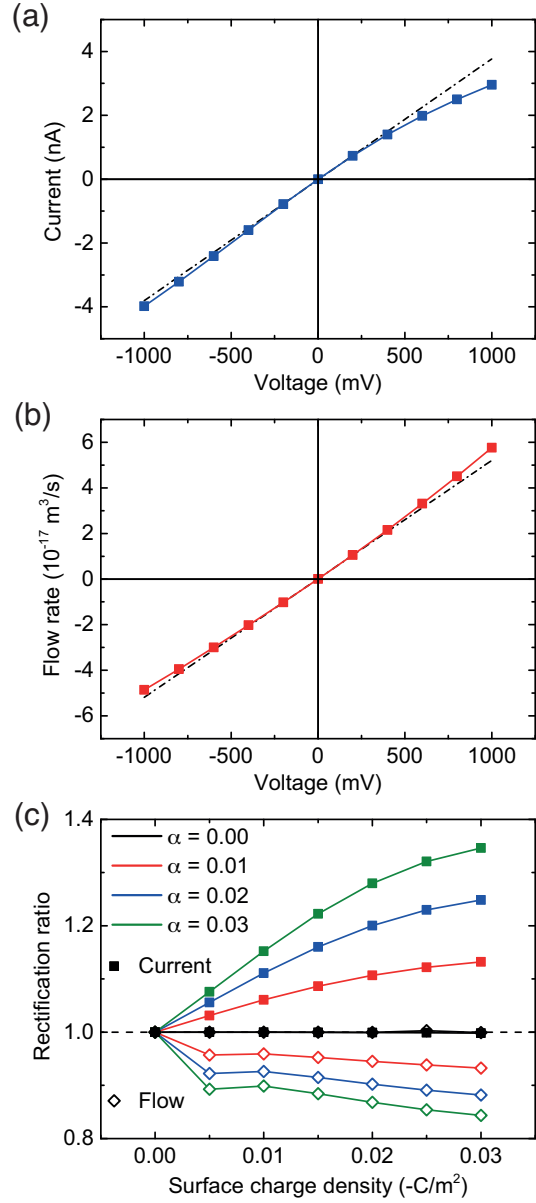 (a)
4
2
0
-2
-4
Current (nA)
-1000 -500 0 500 1000
Voltage (mV)
(b)
6
4
2
0
-2
-4
-6
Flow rate (10⁻¹⁷ m³/s)
-1000 -500 0 500 1000
Voltage (mV)
(c)
1.4
1.2
1.0
0.8
Rectification ratio
α = 0.00
α = 0.01
α = 0.02
α = 0.03
Current
Flow
0.00 0.01 0.02 0.03
Surface charge density (-C/m²)